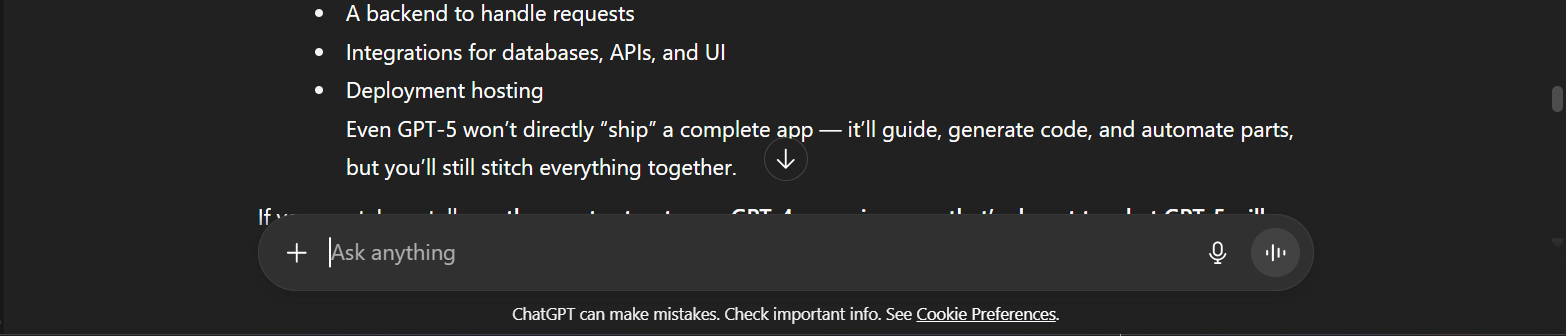 A backend to handle requests
Integrations for databases, APIs, and UI
Deployment hosting
Even GPT-5 won’t directly “ship” a complete app — it’ll guide, generate code, and automate parts,
but you’ll still stitch everything together.
If
Ask anything
ChatGPT can make mistakes. Check important info. See Cookie Preferences.